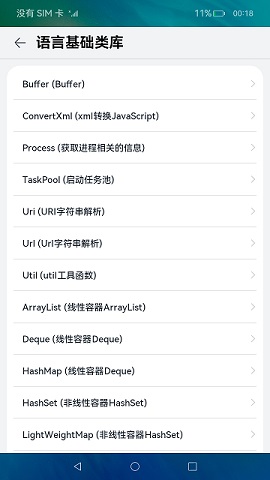 没有 SIM 卡 11% 00:18
语言基础类库
Buffer (Buffer)
ConvertXml (xml转换JavaScript)
Process (获取进程相关的信息)
TaskPool (启动任务池)
Uri (URI字符串解析)
Url (Url字符串解析)
Util (util工具函数)
ArrayList (线性容器ArrayList)
Deque (线性容器Deque)
HashMap (线性容器Deque)
HashSet (非线性容器HashSet)
LightWeightMap (非线性容器HashSet)